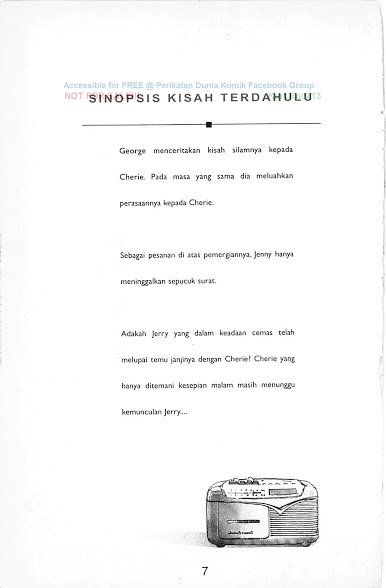 Accessible for FREE @ Perikatan Dunia Komik Facebook Group
NOT FOR
SINOPSIS KISAH TERDAHULU
George menceritakan kisah silamnya kepada
Cherie. Pada masa yang sama dia meluahkan
perasaannya kepada Cherie.
Sebagai pesanan di atas pemergiannya, Jenny hanya
meninggalkan sepucuk surat.
Adakah Jerry yang dalam keadaan cemas telah
melupai temu janjinya dengan Cherie? Cherie yang
hanya ditemani kesepian malam masih menunggu
kemunculan Jerry....
7